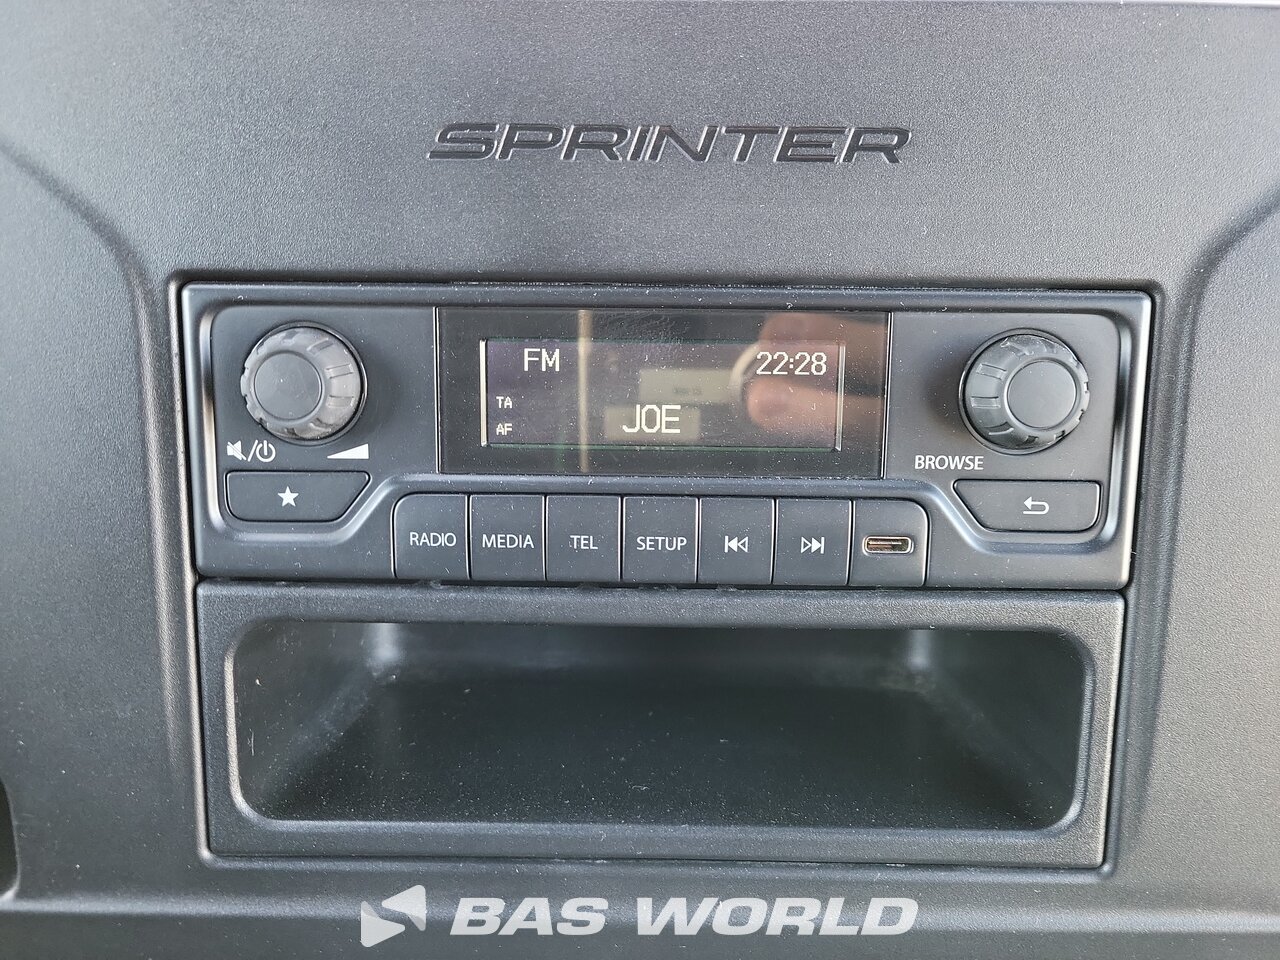 SPRINTER
FM 22:28
TA
JOE
AF
BROWSE
RADIO MEDIA TEL SETUP
BAS WORLD